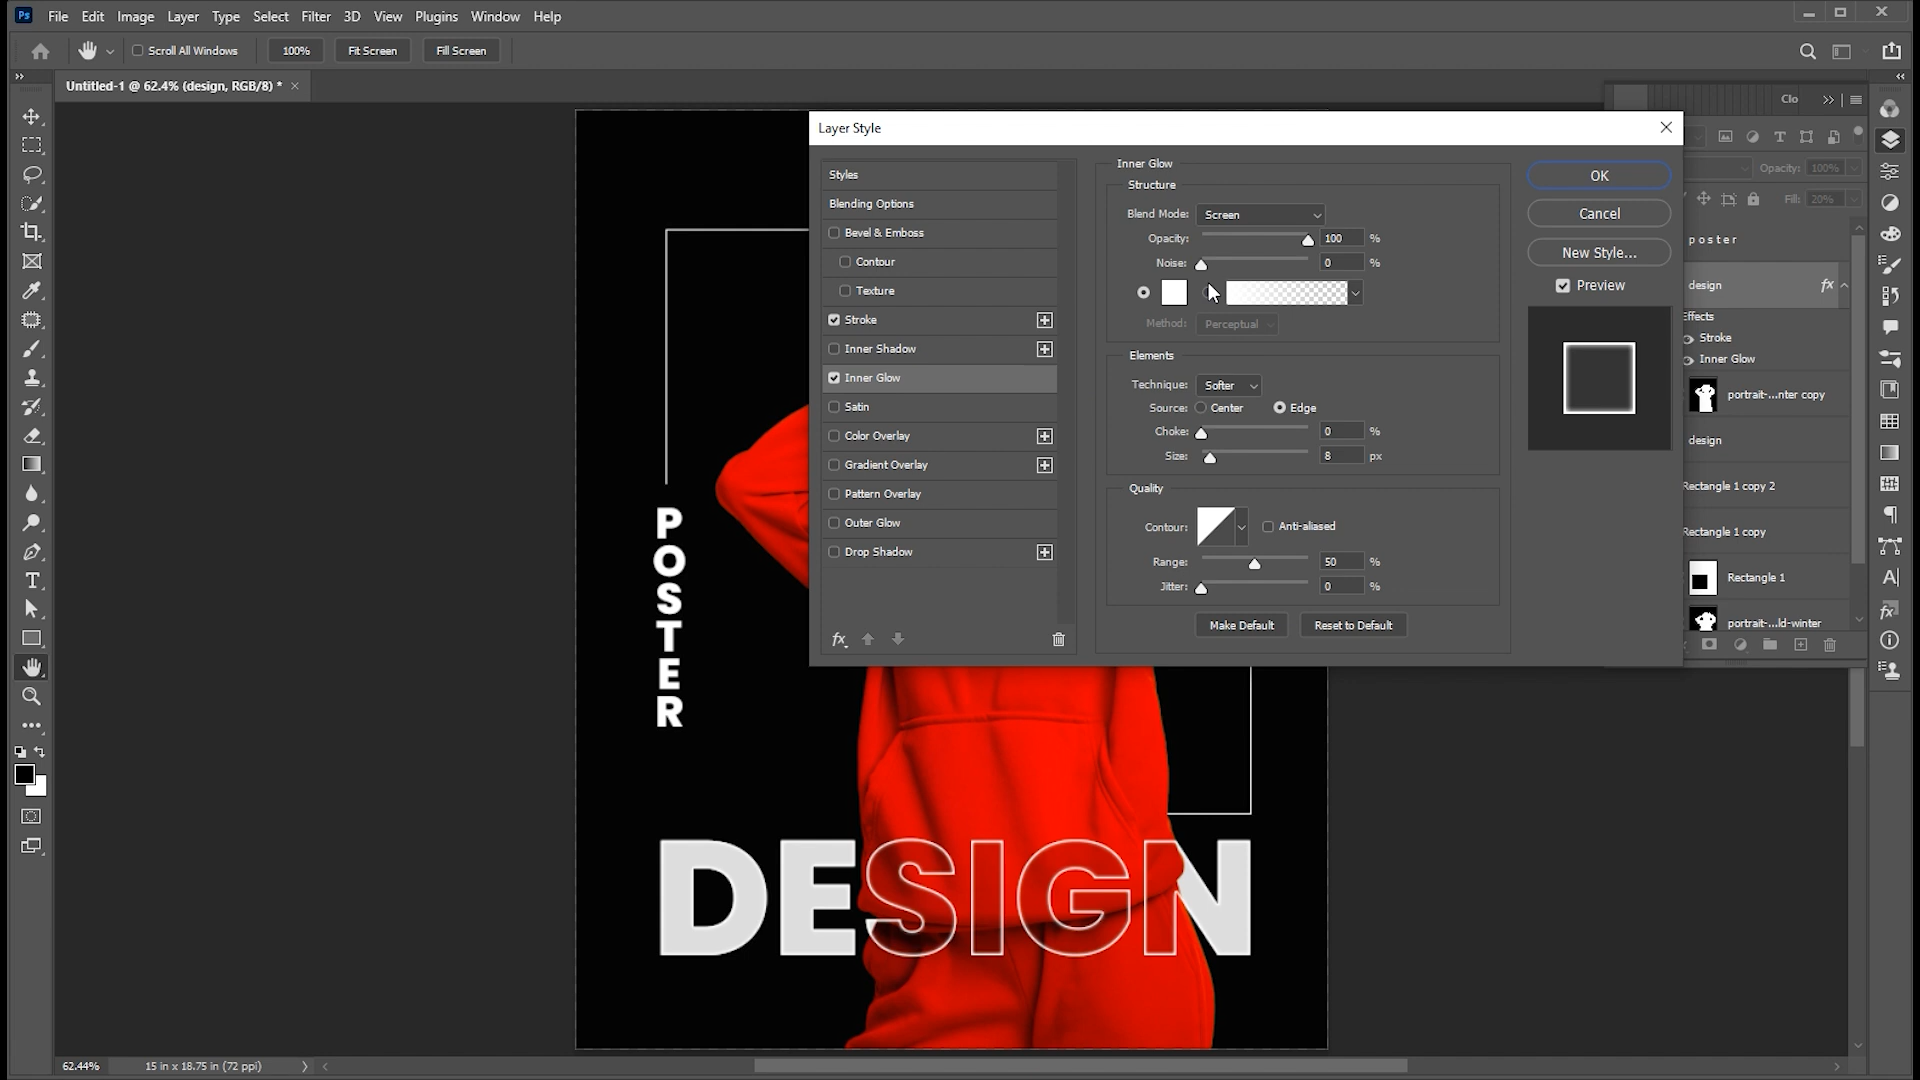 Ps File Edit Image Layer Type Select Filter 3D View Plugins Window Help
Scroll All Windows 100% Fit Screen Fill Screen
Untitled-1 @ 62.4% (design, RGB/8) *
Clo
Layer Style
Styles
Blending Options
Bevel & Emboss
Contour
Texture
Stroke
Inner Shadow
Inner Glow
Satin
Color Overlay
Gradient Overlay
Pattern Overlay
Outer Glow
Drop Shadow
fx
Inner Glow
Structure
Blend Mode: Screen
Opacity: 100 %
Noise: 0 %
Method: Perceptual
Elements
Technique: Softer
Source: Center Edge
Choke: 0 %
Size: 8 px
Quality
Contour: Anti-aliased
Range: 50 %
Jitter: 0 %
Make Default Reset to Default
OK
Cancel
New Style...
Preview
Opacity: 100%
Fill: 20%
poster
design fx
Effects
Stroke
Inner Glow
portrait-...nter copy
design
Rectangle 1 copy 2
Rectangle 1 copy
Rectangle 1
portrait-...ld-winter
P
O
S
T
E
R
DESIGN
62.44% 15 in x 18.75 in (72 ppi)